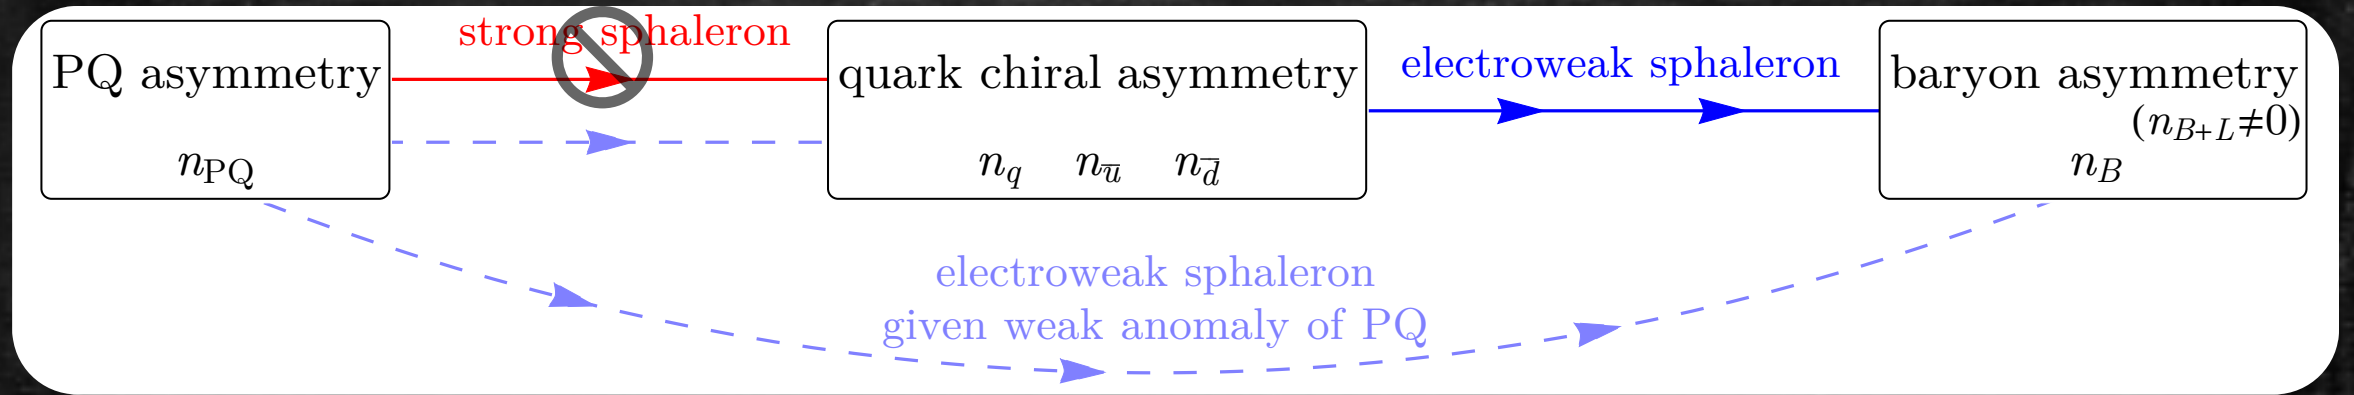 strong sphaleron
PQ asymmetry
n_PQ
quark chiral asymmetry
n_q n_u̅ n_d̅
electroweak sphaleron
baryon asymmetry
(n_{B+L}≠0)
n_B
electroweak sphaleron
given weak anomaly of PQ